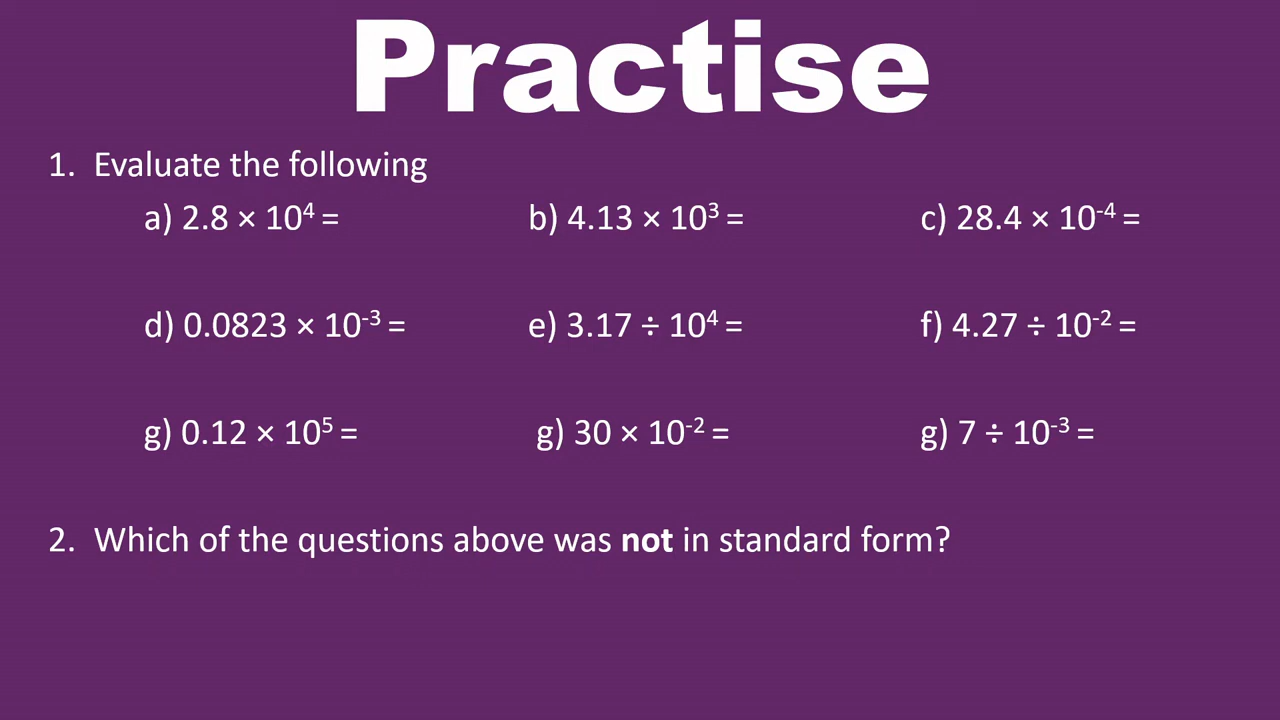 Practise
1. Evaluate the following
a) 2.8 × 10⁴ = b) 4.13 × 10³ = c) 28.4 × 10⁻⁴ =
d) 0.0823 × 10⁻³ = e) 3.17 ÷ 10⁴ = f) 4.27 ÷ 10⁻² =
g) 0.12 × 10⁵ = g) 30 × 10⁻² = g) 7 ÷ 10⁻³ =
2. Which of the questions above was not in standard form?